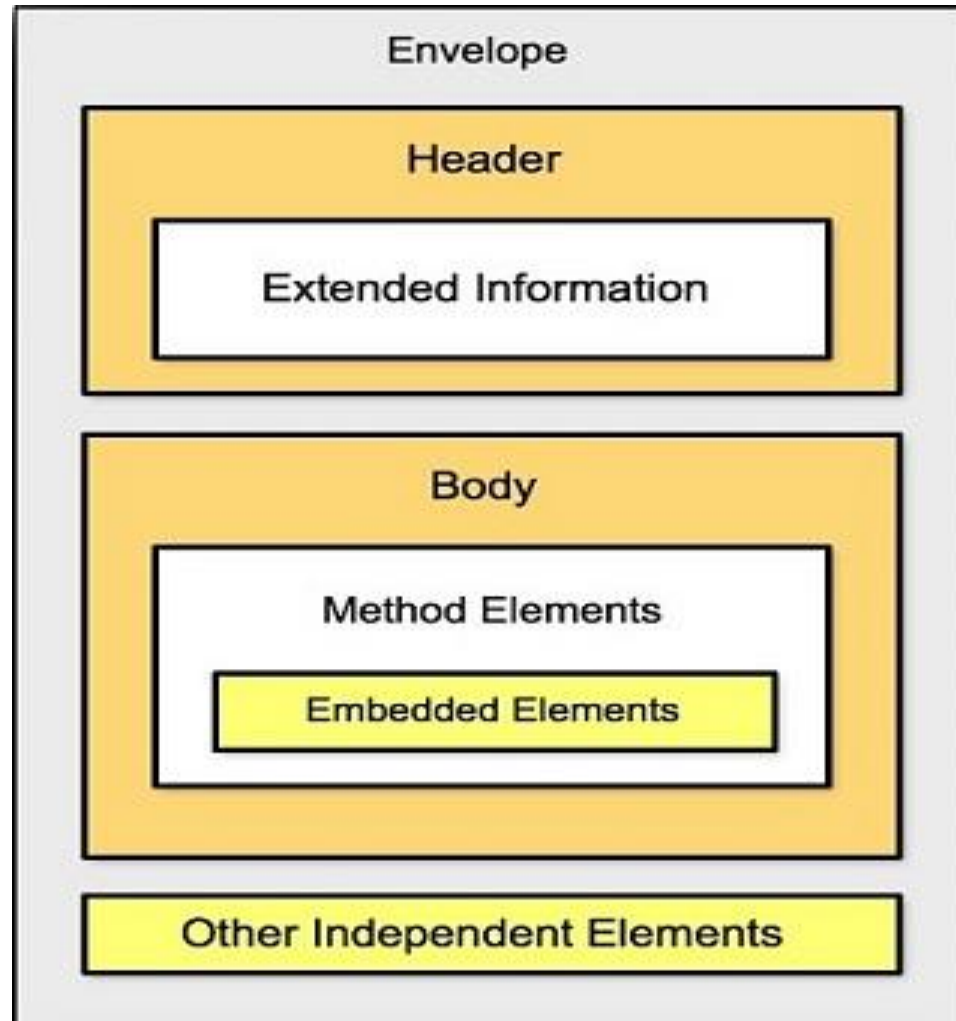 Envelope
Header
Extended Information
Body
Method Elements
Embedded Elements
Other Independent Elements